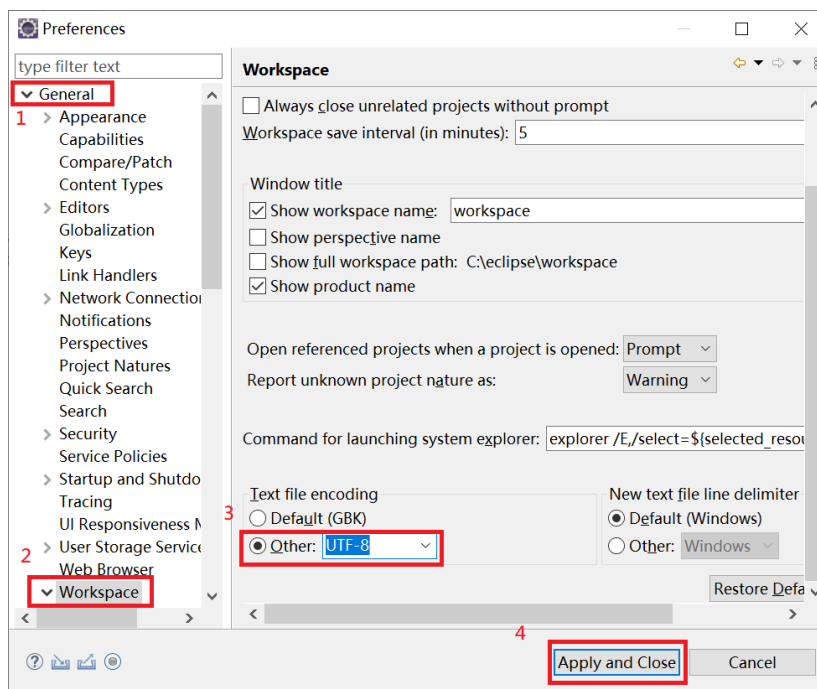 Preferences
type filter text
General
1
Appearance
Capabilities
Compare/Patch
Content Types
Editors
Globalization
Keys
Link Handlers
Network Connection
Notifications
Perspectives
Project Natures
Quick Search
Search
Security
Service Policies
Startup and Shutdo
Tracing
UI Responsiveness
User Storage Service
2
Web Browser
Workspace
Workspace
Always close unrelated projects without prompt
Workspace save interval (in minutes): 5
Window title
Show workspace name: workspace
Show perspective name
Show full workspace path: C:\eclipse\workspace
Show product name
Open referenced projects when a project is opened: Prompt
Report unknown project nature as: Warning
Command for launching system explorer: explorer /E,/select=${selected_resou
Text file encoding
3
Default (GBK)
Other: UTF-8
New text file line delimiter
Default (Windows)
Other: Windows
Restore Defa
4
Apply and Close
Cancel